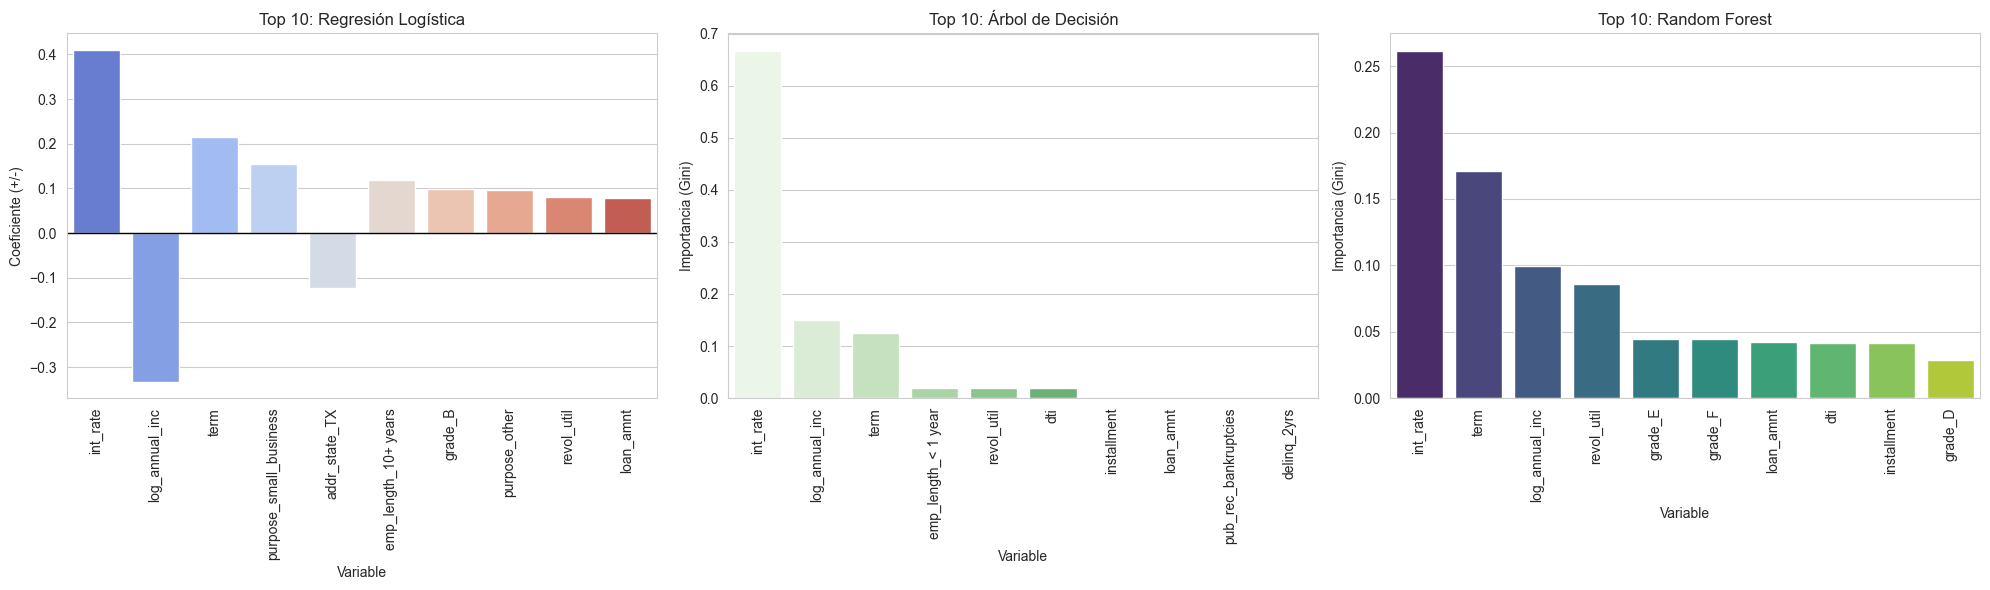 Top 10: Regresión Logística
Coeficiente (+/-)
0.4
0.3
0.2
0.1
0.0
−0.1
−0.2
−0.3
int_rate
log_annual_inc
term
purpose_small_business
addr_state_TX
emp_length_10+ years
grade_B
purpose_other
revol_util
loan_amnt
Variable
Top 10: Árbol de Decisión
Importancia (Gini)
0.7
0.6
0.5
0.4
0.3
0.2
0.1
0.0
int_rate
log_annual_inc
term
emp_length_< 1 year
revol_util
dti
installment
loan_amnt
pub_rec_bankruptcies
delinq_2yrs
Variable
Top 10: Random Forest
Importancia (Gini)
0.25
0.20
0.15
0.10
0.05
0.00
int_rate
term
log_annual_inc
revol_util
grade_E
grade_F
loan_amnt
dti
installment
grade_D
Variable